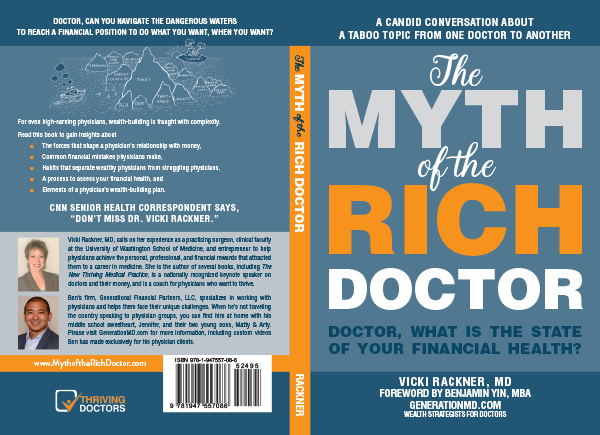 DOCTOR, CAN YOU NAVIGATE THE DANGEROUS WATERS
TO REACH A FINANCIAL POSITION TO DO WHAT YOU WANT, WHEN YOU WANT?
For even high-earning physicians, wealth-building is fraught with complexity.
Read this book to gain insights about
The forces that shape a physician's relationship with money,
Common financial mistakes physicians make,
Habits that separate wealthy physicians from struggling physicians,
A process to assess your financial health, and
Elements of a physician's wealth-building plan.
CNN SENIOR HEALTH CORRESPONDENT SAYS,
"DON'T MISS DR. VICKI RACKNER."
Vicki Rackner, MD, calls on her experience as a practicing surgeon, clinical faculty
at the University of Washington School of Medicine, and entrepreneur to help
physicians achieve the personal, professional, and financial rewards that attracted
them to a career in medicine. She is the author of several books, including The
New Thriving Medical Practice, is a nationally recognized keynote speaker on
doctors and their money, and is a coach for physicians who want to thrive.
Ben's firm, Generational Financial Partners, LLC, specializes in working with
physicians and helps them face their unique challenges. When he's not traveling
the country speaking to physician groups, you can find him at home with his
middle school sweetheart, Jennifer, and their two young sons, Matty & Arty.
Please visit GenerationMD.com for more information, including custom videos
Ben has made exclusively for his physician clients.
www.MythoftheRichDoctor.com
THRIVING
DOCTORS
ISBN 978-1-947557-08-6
52495
9 781947 557086
The MYTH of the RICH DOCTOR
RACKNER
A CANDID CONVERSATION ABOUT
A TABOO TOPIC FROM ONE DOCTOR TO ANOTHER
The
MYTH
of the
RICH
DOCTOR
DOCTOR, WHAT IS THE STATE
OF YOUR FINANCIAL HEALTH?
VICKI RACKNER, MD
FOREWORD BY BENJAMIN YIN, MBA
GENERATIONMD.COM
WEALTH STRATEGISTS FOR DOCTORS